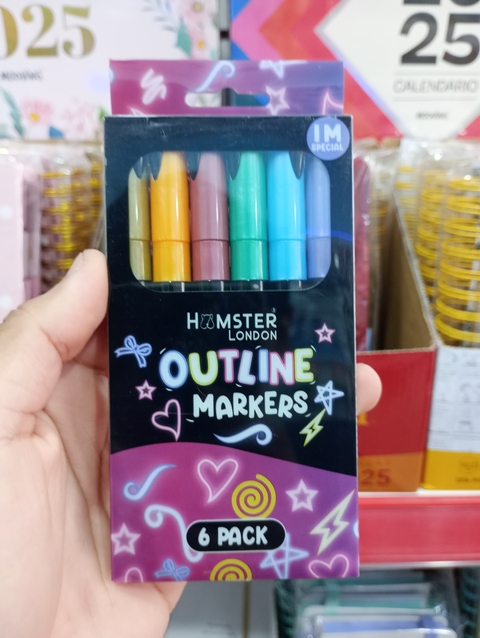 025
25
CALENDARIO
1M
SPECIAL
HAMSTER
LONDON
OUTLINE
MARKERS
6 PACK
25